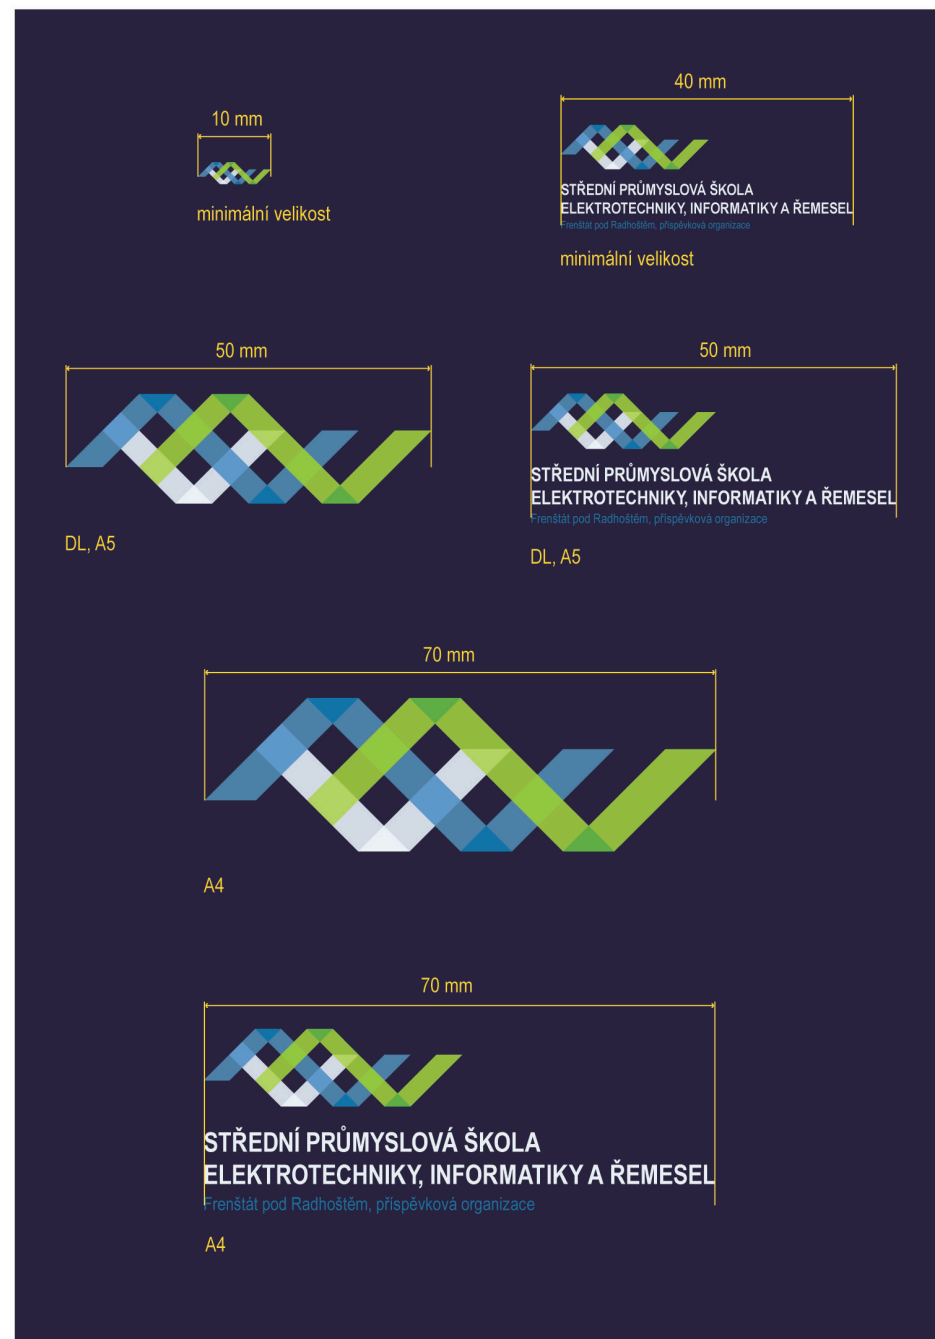 10 mm
minimální velikost
40 mm
STŘEDNÍ PRŮMYSLOVÁ ŠKOLA
ELEKTROTECHNIKY, INFORMATIKY A ŘEMESEL
Frenštát pod Radhoštěm, příspěvková organizace
minimální velikost
50 mm
DL, A5
50 mm
STŘEDNÍ PRŮMYSLOVÁ ŠKOLA
ELEKTROTECHNIKY, INFORMATIKY A ŘEMESEL
Frenštát pod Radhoštěm, příspěvková organizace
DL, A5
70 mm
A4
70 mm
STŘEDNÍ PRŮMYSLOVÁ ŠKOLA
ELEKTROTECHNIKY, INFORMATIKY A ŘEMESEL
Frenštát pod Radhoštěm, příspěvková organizace
A4